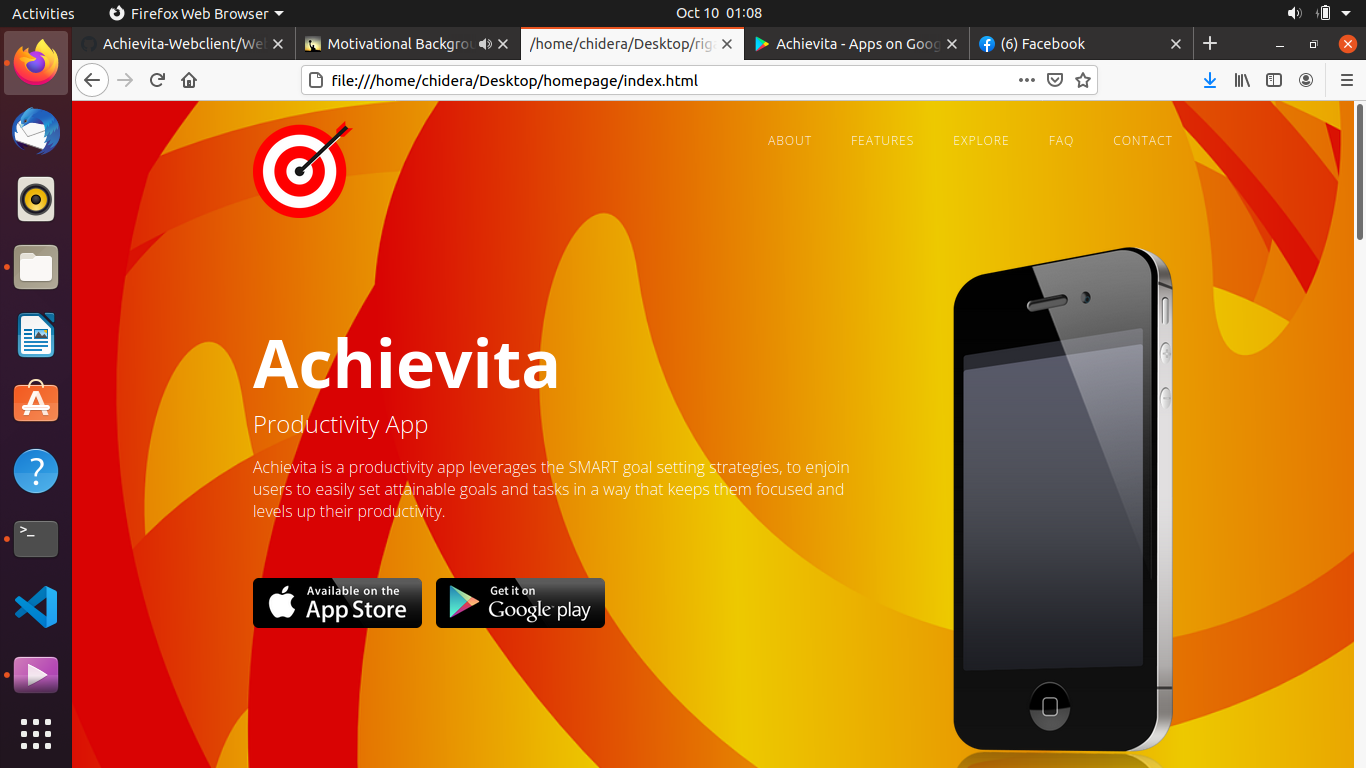 Activities
Firefox Web Browser
Oct 10 01:08
Achievita-Webclient/We
Motivational Backgrou
/home/chidera/Desktop/rig
Achievita - Apps on Goog
(6) Facebook
file:///home/chidera/Desktop/homepage/index.html
ABOUT
FEATURES
EXPLORE
FAQ
CONTACT
Achievita
Productivity App
Achievita is a productivity app leverages the SMART goal setting strategies, to enjoin
users to easily set attainable goals and tasks in a way that keeps them focused and
levels up their productivity.
Available on the
App Store
Get it on
Google play